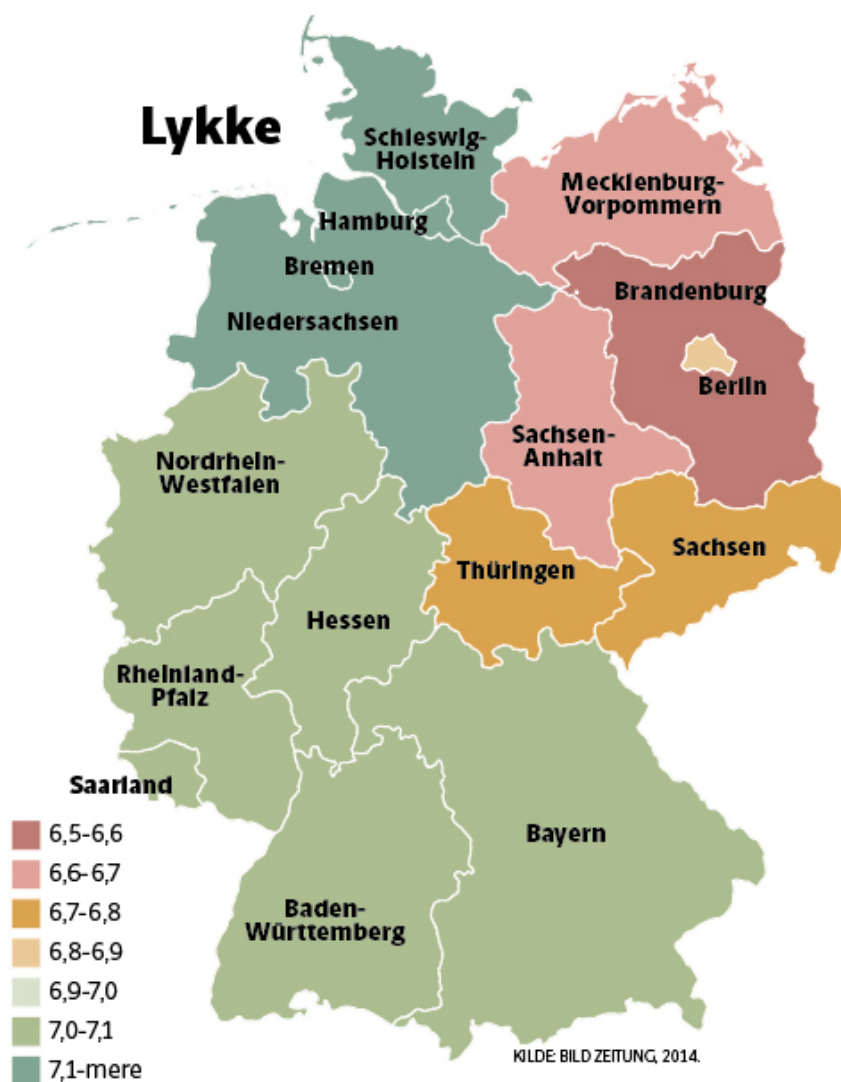 Lykke
Schleswig-
Holstein
Mecklenburg-
Vorpommern
Hamburg
Bremen
Brandenburg
Niedersachsen
Berlin
Sachsen-
Anhalt
Nordrhein-
Westfalen
Sachsen
Thüringen
Hessen
Rheinland-
Pfalz
Saarland
6,5-6,6
Bayern
6,6-6,7
6,7-6,8
Baden-
Württemberg
6,8-6,9
6,9-7,0
7,0-7,1
KILDE: BILD ZEITUNG, 2014.
7,1-mere